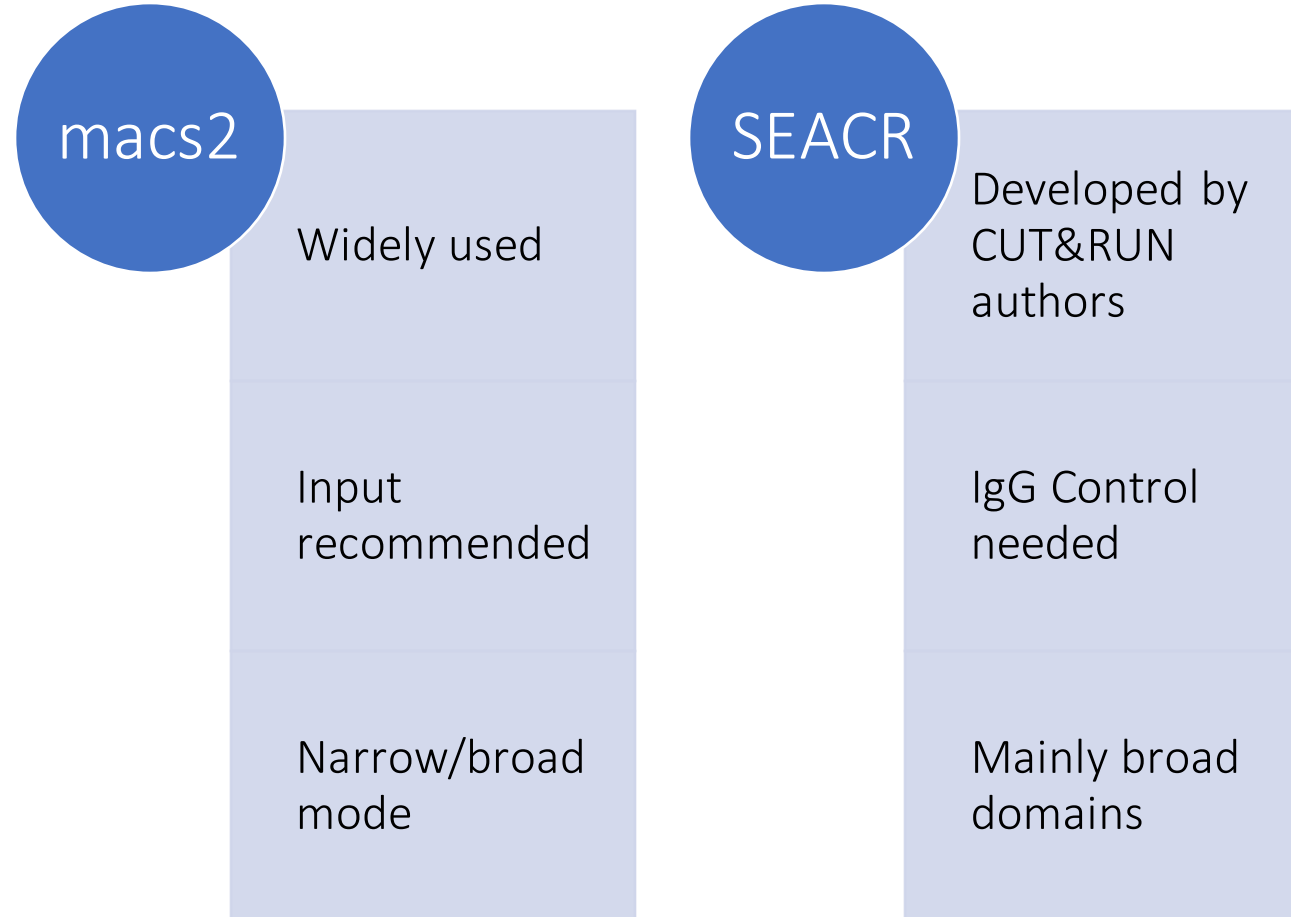 macs2
Widely used
Input
recommended
Narrow/broad
mode
SEACR
Developed by
CUT&RUN
authors
IgG Control
needed
Mainly broad
domains